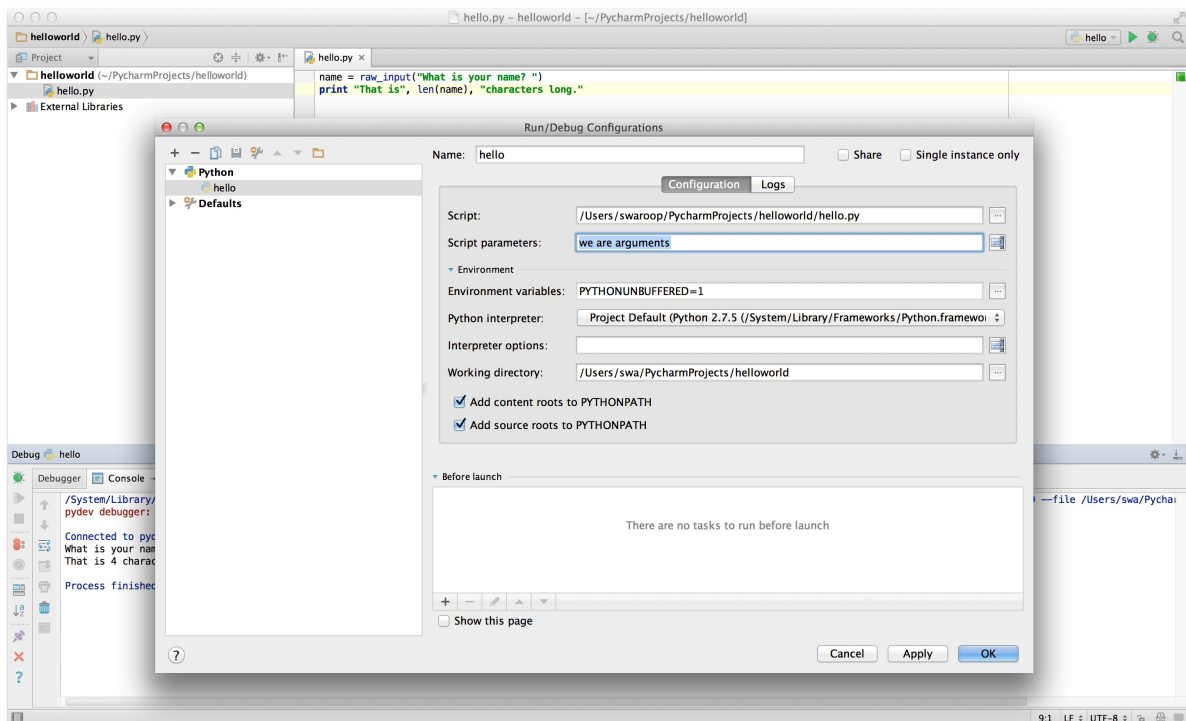 hello.py – helloworld – [~/PycharmProjects/helloworld]
helloworld hello.py hello
Project hello.py ×
helloworld (~/PycharmProjects/helloworld)
hello.py
External Libraries
name = raw_input("What is your name? ")
print "That is", len(name), "characters long."
Run/Debug Configurations
Python
hello
Defaults
Name: hello Share Single instance only
Configuration Logs
Script: /Users/swaroop/PycharmProjects/helloworld/hello.py ...
Script parameters: we are arguments
Environment
Environment variables: PYTHONUNBUFFERED=1 ...
Python interpreter: Project Default (Python 2.7.5 (/System/Library/Frameworks/Python.framewo
Interpreter options:
Working directory: /Users/swa/PycharmProjects/helloworld ...
Add content roots to PYTHONPATH
Add source roots to PYTHONPATH
Before launch
There are no tasks to run before launch
Show this page
? Cancel Apply OK
Debug hello
Debugger Console
/System/Library/ --file /Users/swa/Pycha
pydev debugger:
Connected to pyd
What is your nam
That is 4 charac
Process finished
9:1 LF UTF-8